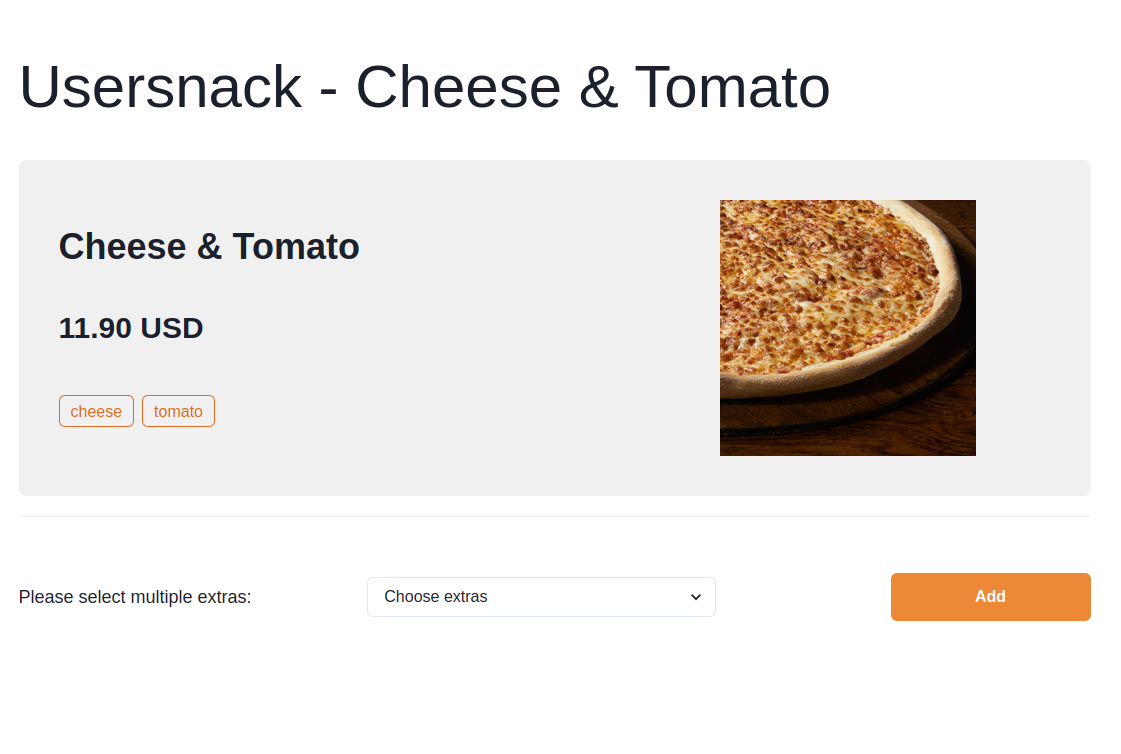 Usersnack - Cheese & Tomato
Cheese & Tomato
11.90 USD
cheese tomato
Please select multiple extras: Choose extras Add